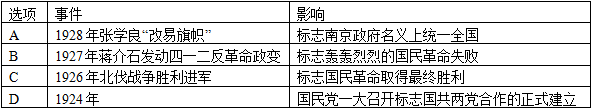 选项 事件 影响
A 1928年张学良“改易旗帜” 标志南京政府名义上统一全国
B 1927年蒋介石发动四一二反革命政变 标志轰轰烈烈的国民革命失败
C 1926年北伐战争胜利进军 标志国民革命取得最终胜利
D 1924年 国民党一大召开标志国共两党合作的正式建立